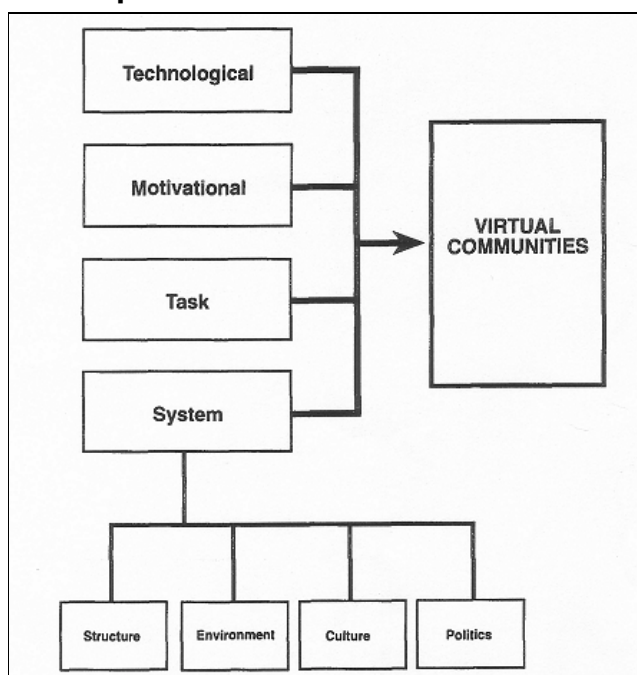 Technological
Motivational
VIRTUAL
COMMUNITIES
Task
System
Structure
Environment
Culture
Politics